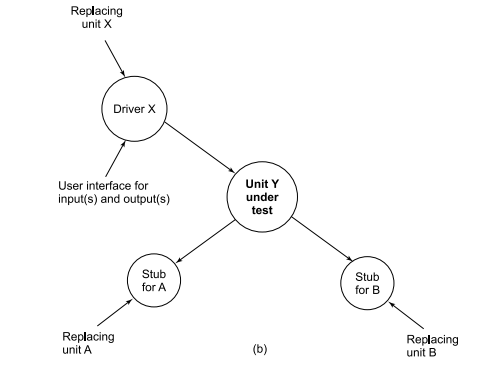 Replacing
unit X
Driver X
User interface for
input(s) and output(s)
Unit Y
under
test
Stub
for A
Stub
for B
Replacing
unit A
(b)
Replacing
unit B